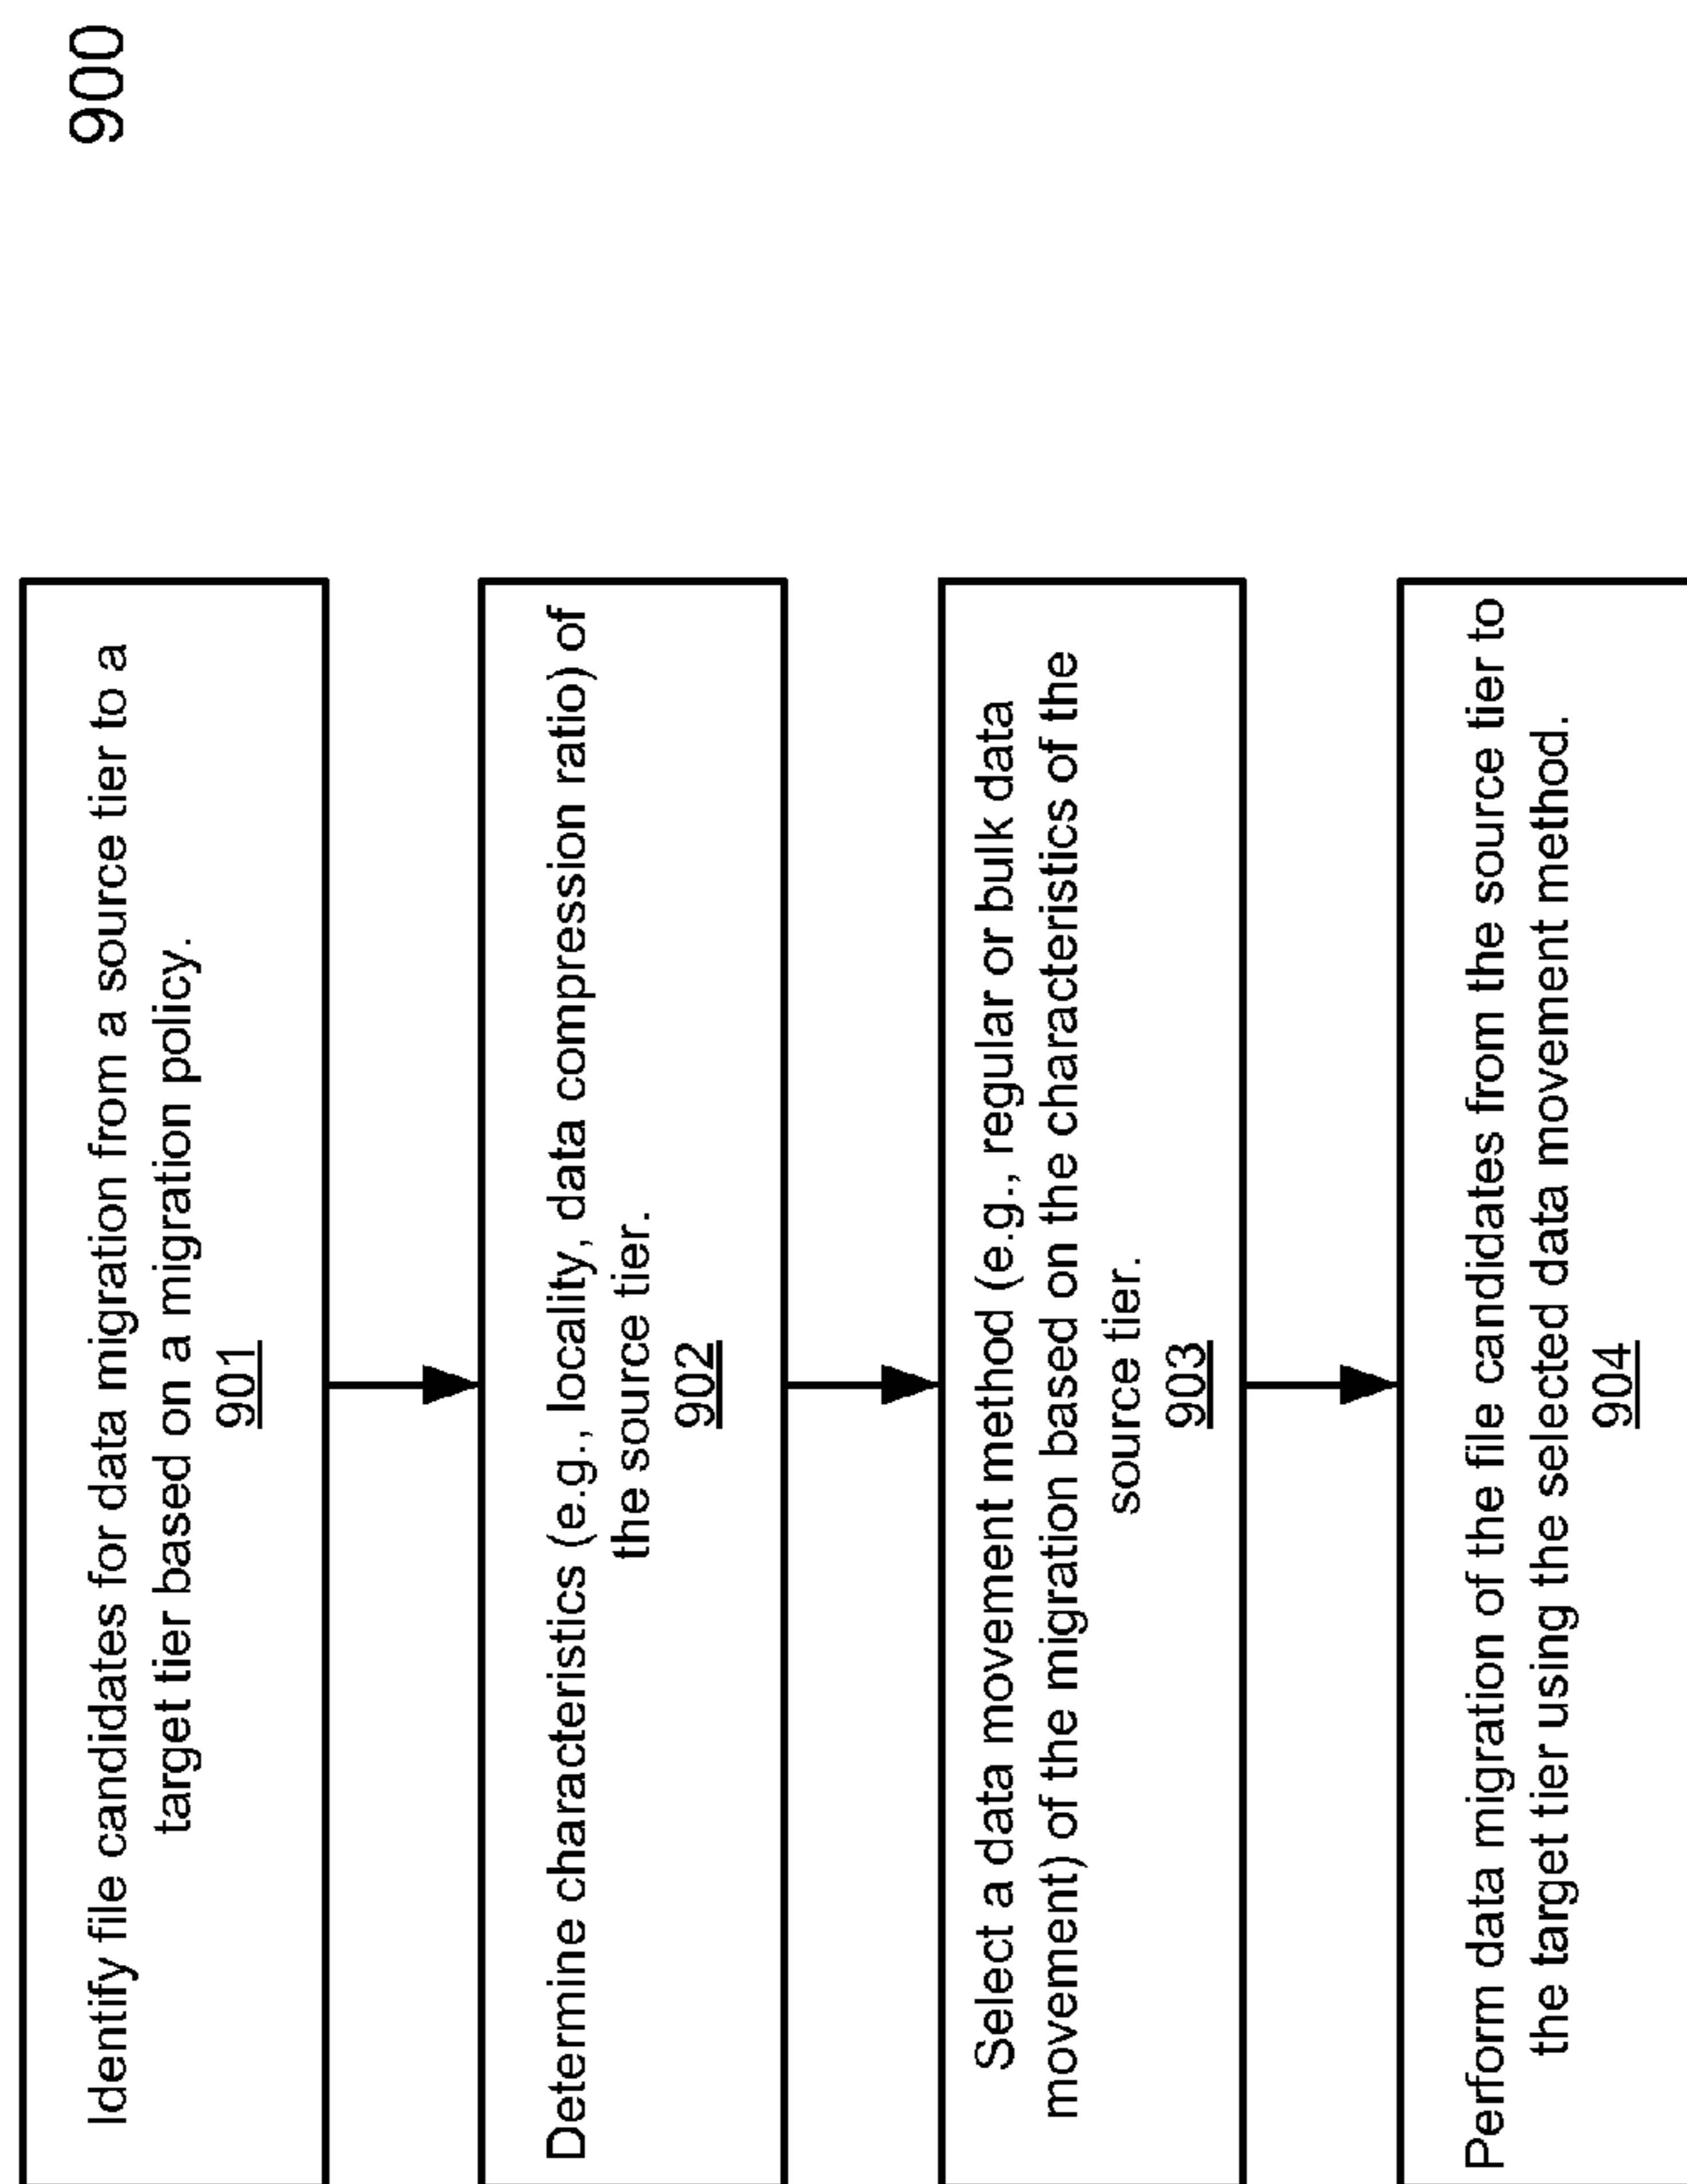 900
Identify file candidates for data migration from a source tier to a
target tier based on a migration policy.
901
Determine characteristics (e.g., locality, data compression ratio) of
the source tier.
902
Select a data movement method (e.g., regular or bulk data
movement) of the migration based on the characteristics of the
source tier.
903
Perform data migration of the file candidates from the source tier to
the target tier using the selected data movement method.
904